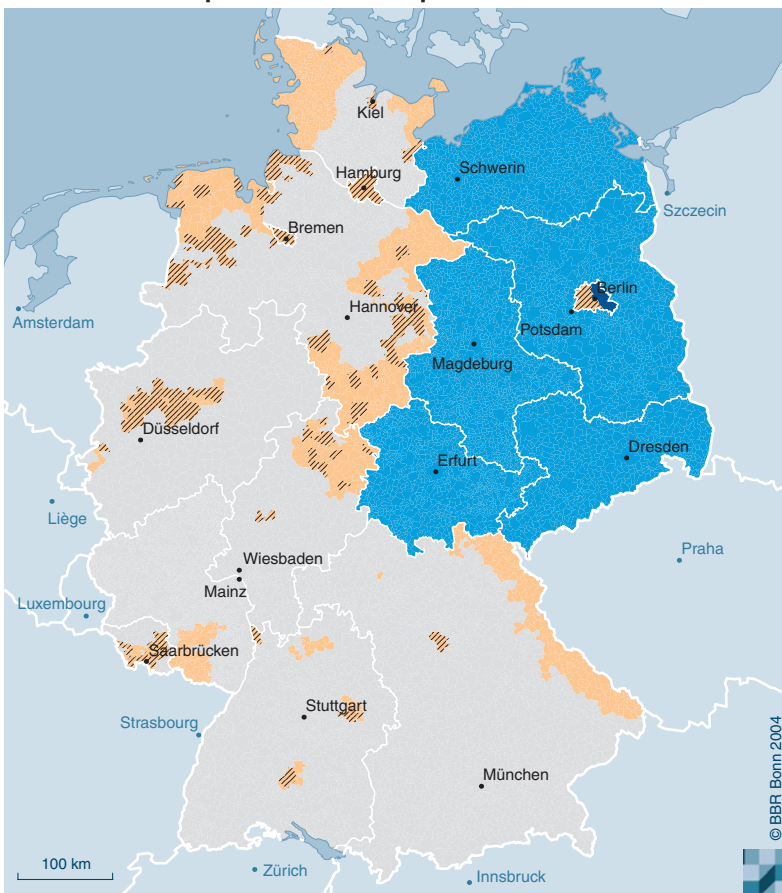 Kiel
Hamburg
Schwerin
Szczecin
Bremen
Berlin
Amsterdam
Hannover
Potsdam
Magdeburg
Düsseldorf
Erfurt
Dresden
Liège
Wiesbaden
Praha
Mainz
Luxembourg
Saarbrücken
Stuttgart
Strasbourg
München
© BBR Bonn 2004
100 km
Zürich
Innsbruck